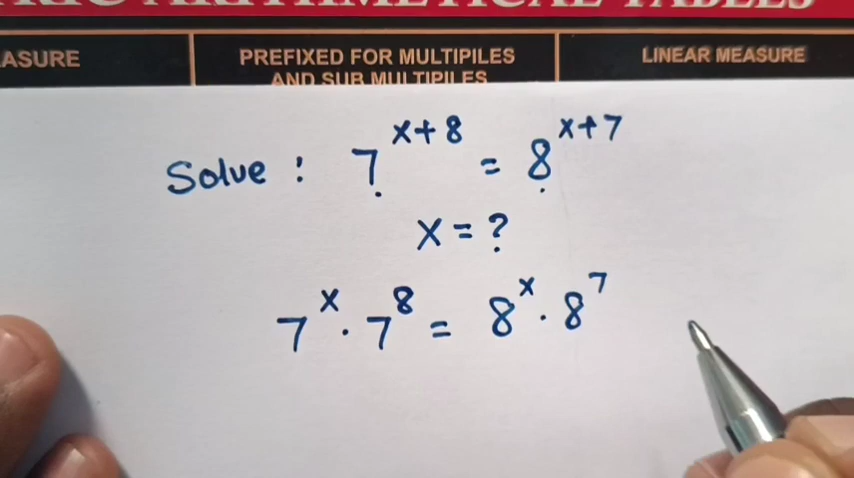 ASURE
PREFIXED FOR MULTIPILES
AND SUB MULTIPILES
LINEAR MEASURE
Solve : 7^{x+8} = 8^{x+7}
x = ?
7^x · 7^8 = 8^x · 8^7